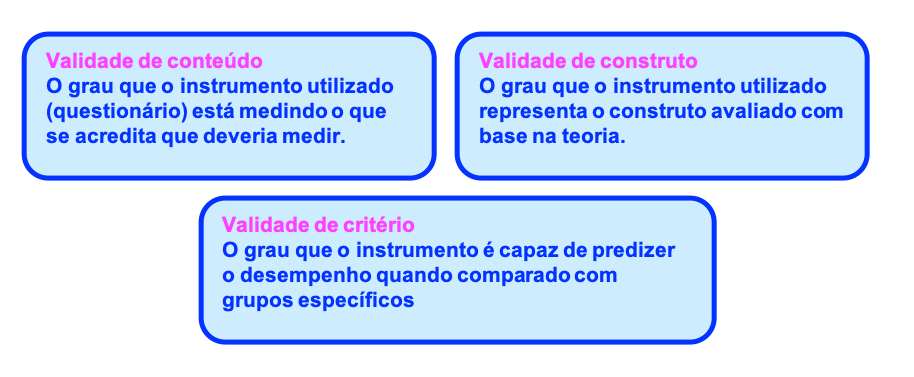 Validade de conteúdo
O grau que o instrumento utilizado
(questionário) está medindo o que
se acredita que deveria medir.
Validade de construto
O grau que o instrumento utilizado
representa o construto avaliado com
base na teoria.
Validade de critério
O grau que o instrumento é capaz de predizer
o desempenho quando comparado com
grupos específicos